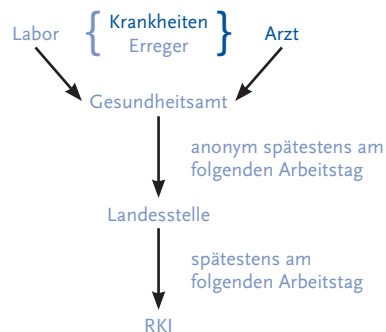 Labor { Krankheiten } Arzt
Erreger
Gesundheitsamt
anonym spätestens am
folgenden Arbeitstag
Landesstelle
spätestens am
folgenden Arbeitstag
RKI